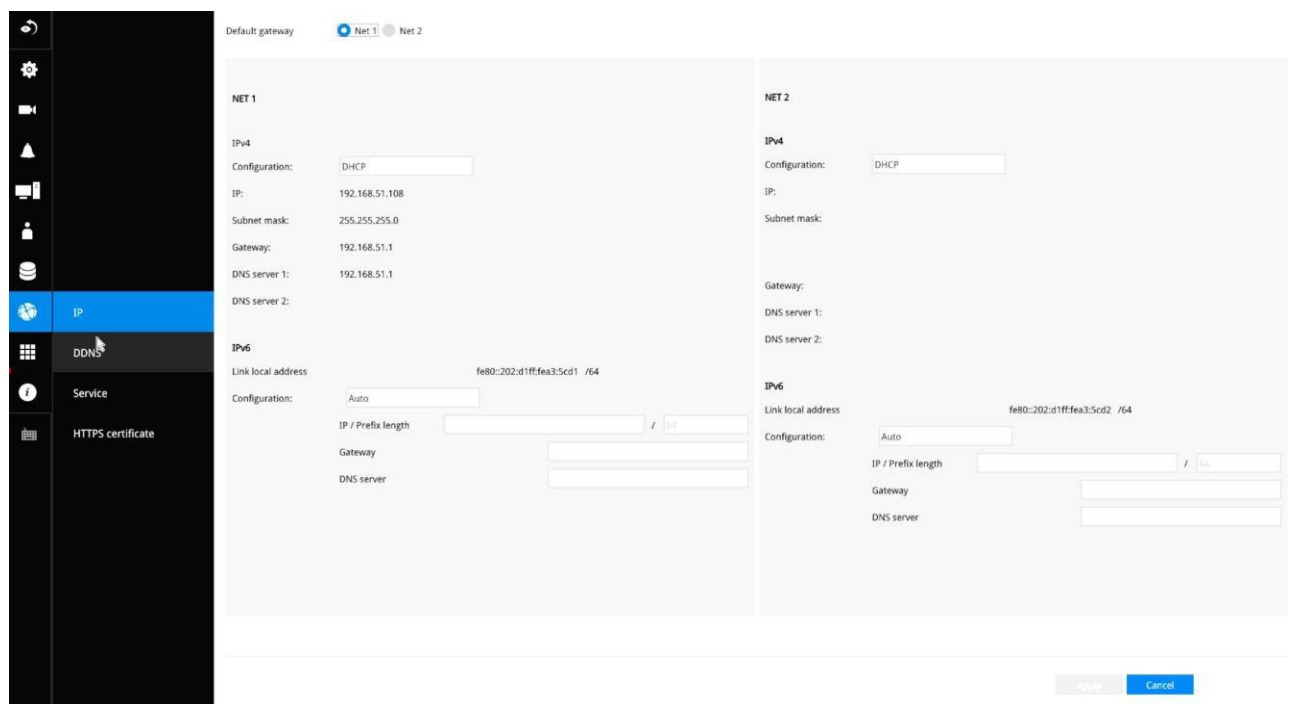 Default gateway Net 1 Net 2
NET 1
IPv4
Configuration: DHCP
IP: 192.168.51.108
Subnet mask: 255.255.255.0
Gateway: 192.168.51.1
DNS server 1: 192.168.51.1
DNS server 2:
IPv6
Link local address fe80::202:d1ff:fea3:5cd1 /64
Configuration: Auto
IP / Prefix length / 64
Gateway
DNS server
NET 2
IPv4
Configuration: DHCP
IP:
Subnet mask:
Gateway:
DNS server 1:
DNS server 2:
IPv6
Link local address fe80::202:d1ff:fea3:5cd2 /64
Configuration: Auto
IP / Prefix length / 64
Gateway
DNS server
IP
DDNS
Service
HTTPS certificate
Apply Cancel